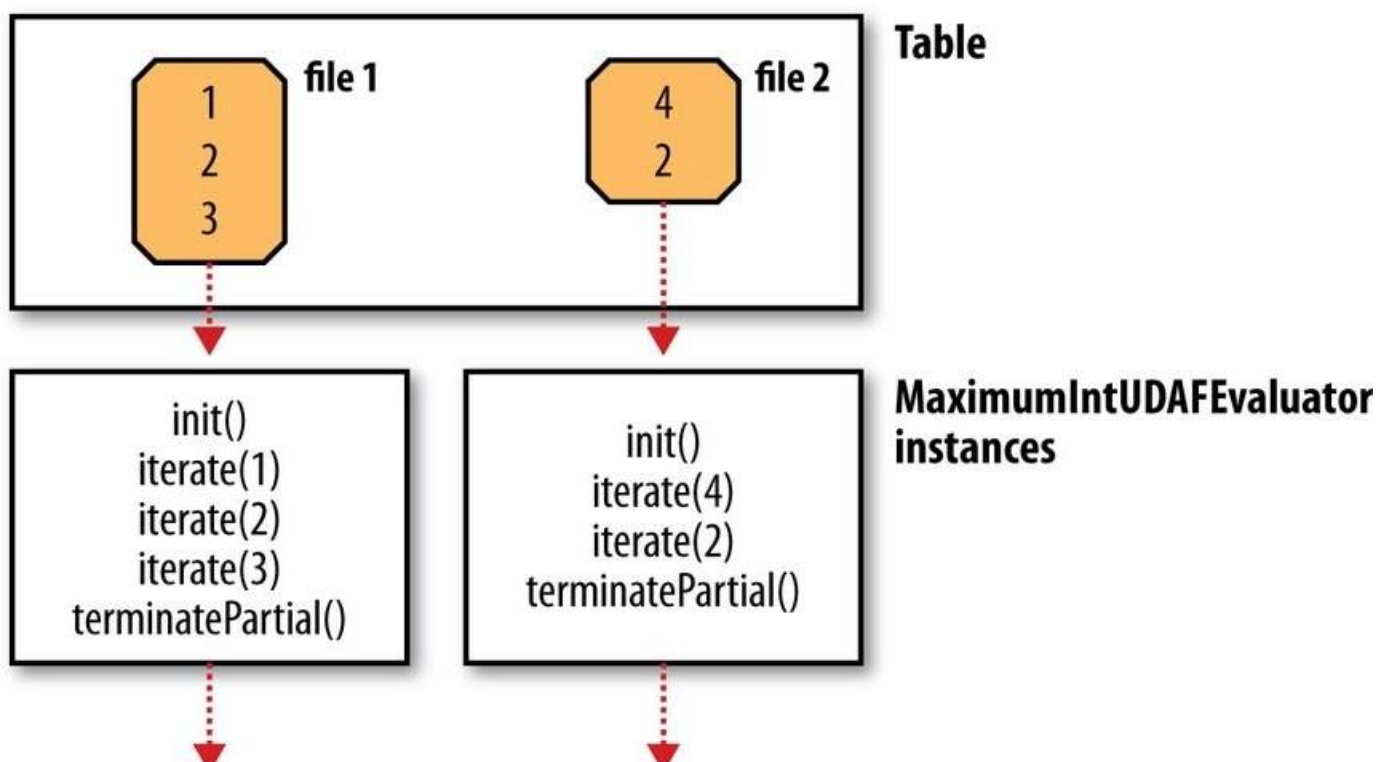 Table
file 1
1
2
3
file 2
4
2
MaximumIntUDAFEvaluator
instances
init()
iterate(1)
iterate(2)
iterate(3)
terminatePartial()
init()
iterate(4)
iterate(2)
terminatePartial()